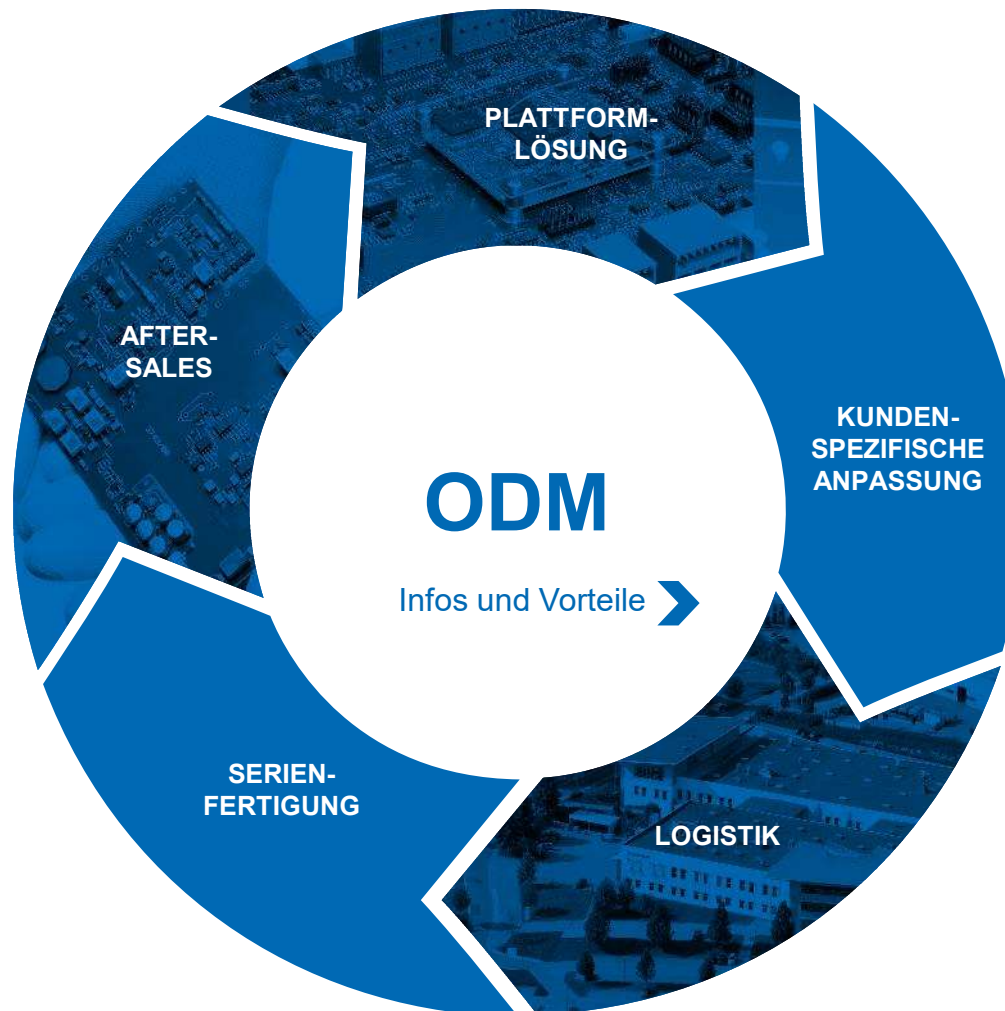 PLATTFORM-
LÖSUNG
AFTER-
SALES
KUNDEN-
SPEZIFISCHE
ANPASSUNG
ODM
Infos und Vorteile
SERIEN-
FERTIGUNG
LOGISTIK